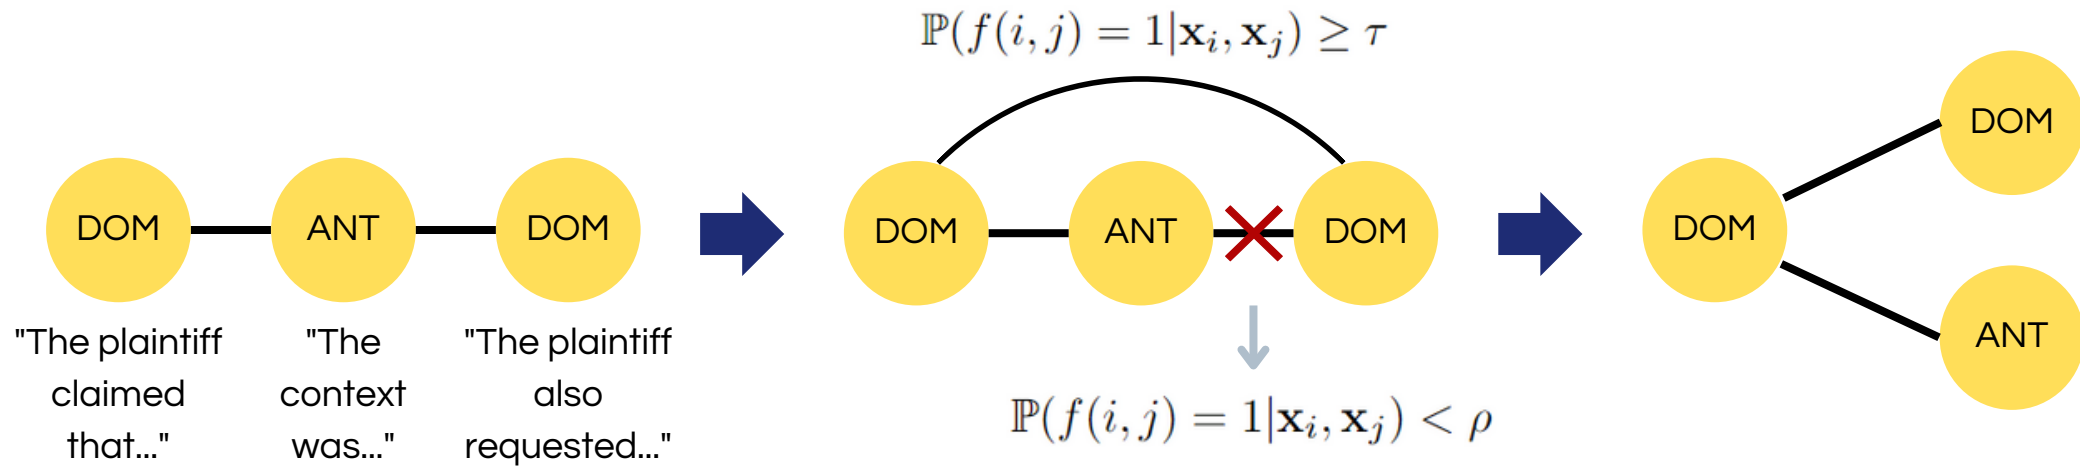 DOM
ANT
DOM
"The plaintiff
claimed
that..."
"The
context
was..."
"The plaintiff
also
requested..."
ℙ(f(i, j) = 1|𝐱ᵢ, 𝐱ⱼ) ≥ τ
DOM
ANT
DOM
ℙ(f(i, j) = 1|𝐱ᵢ, 𝐱ⱼ) < ρ
DOM
DOM
ANT